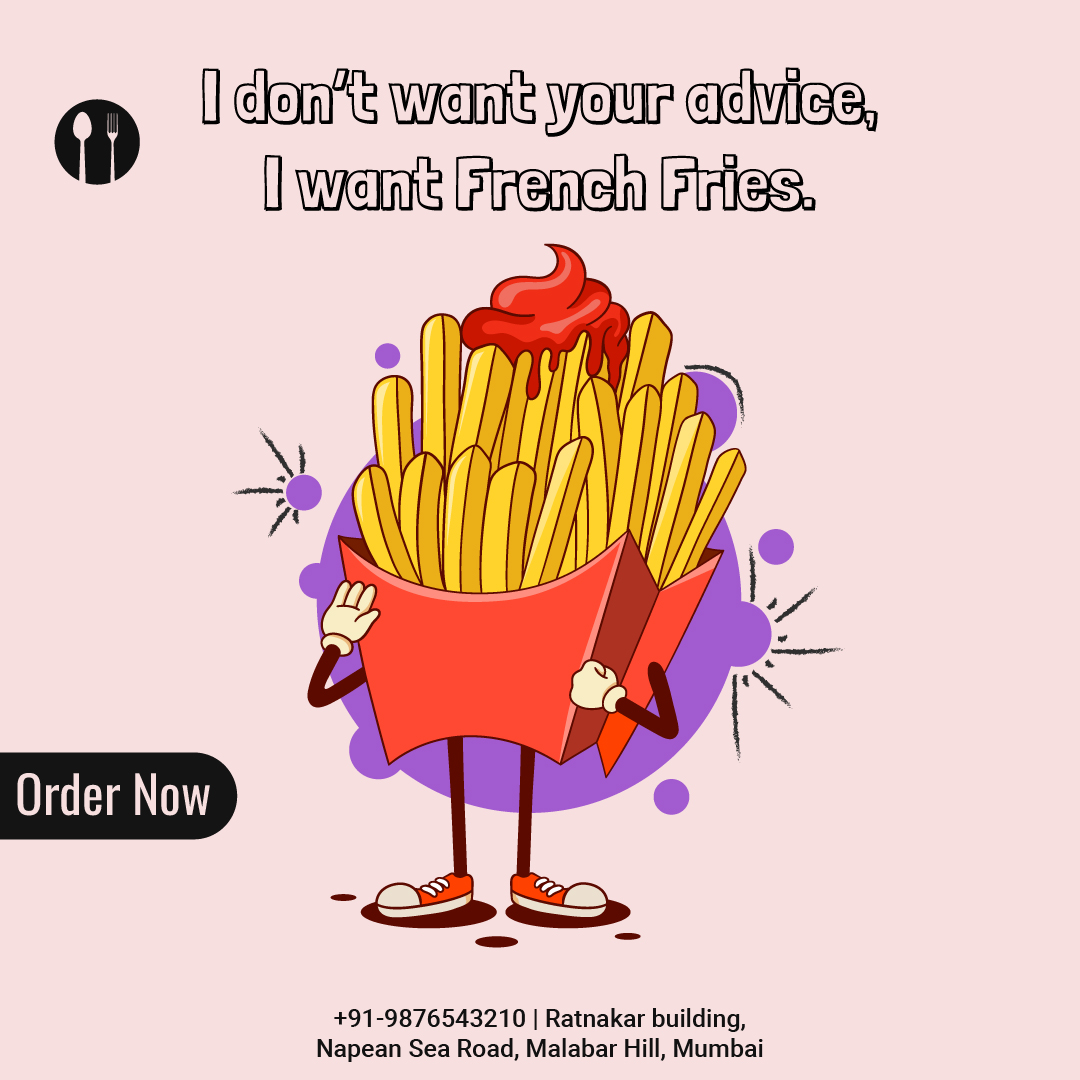 I don't want your advice,
I want French Fries.
Order Now
+91-9876543210 | Ratnakar building,
Napean Sea Road, Malabar Hill, Mumbai